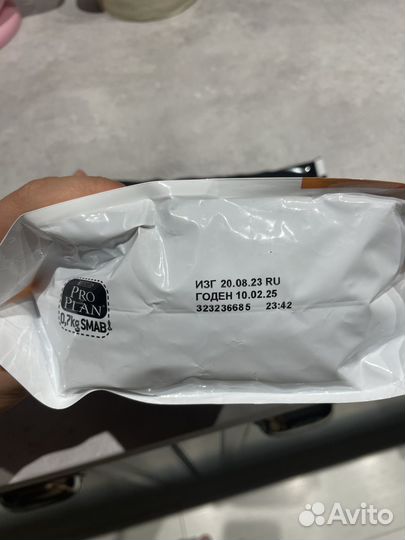 ИЗГ 20.08.23 RU
ГОДЕН 10.02.25
323236685 23:42
PRO
PLAN
0,7kg SMAB
Avito